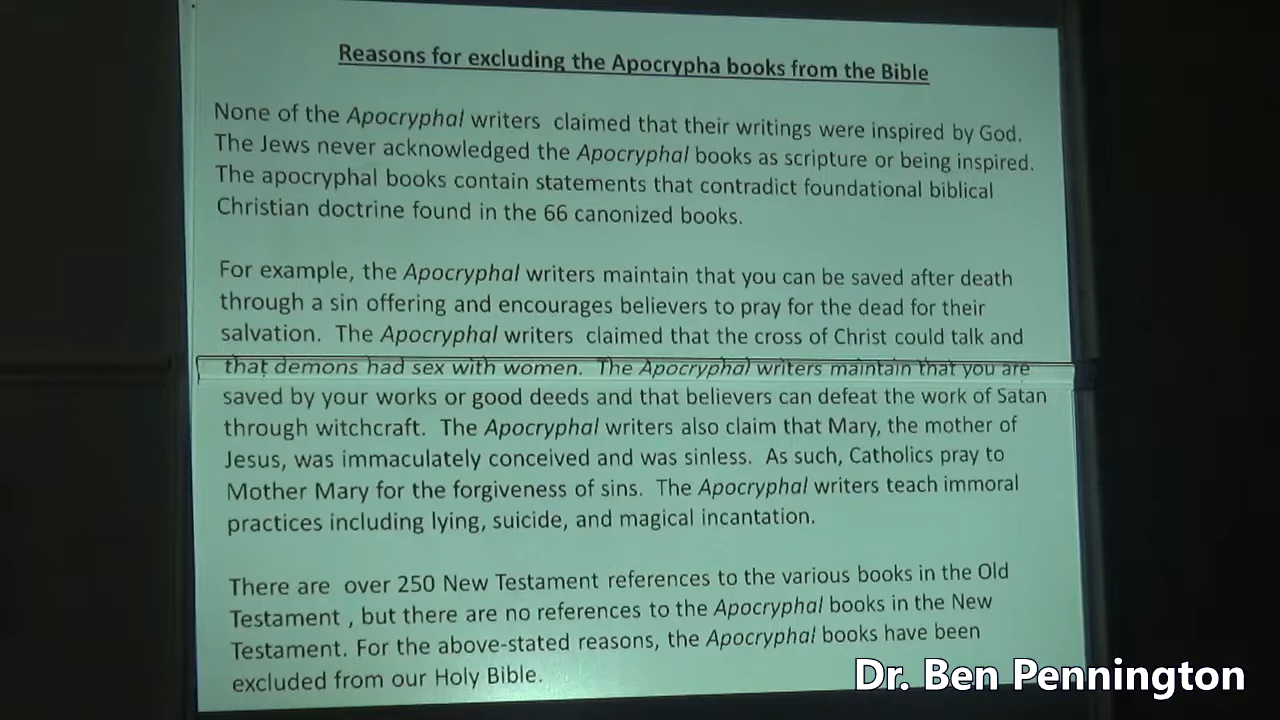 Reasons for excluding the Apocrypha books from the Bible
None of the Apocryphal writers claimed that their writings were inspired by God.
The Jews never acknowledged the Apocryphal books as scripture or being inspired.
The apocryphal books contain statements that contradict foundational biblical
Christian doctrine found in the 66 canonized books.
For example, the Apocryphal writers maintain that you can be saved after death
through a sin offering and encourages believers to pray for the dead for their
salvation. The Apocryphal writers claimed that the cross of Christ could talk and
that demons had sex with women. The Apocryphal writers maintain that you are
saved by your works or good deeds and that believers can defeat the work of Satan
through witchcraft. The Apocryphal writers also claim that Mary, the mother of
Jesus, was immaculately conceived and was sinless. As such, Catholics pray to
Mother Mary for the forgiveness of sins. The Apocryphal writers teach immoral
practices including lying, suicide, and magical incantation.
There are over 250 New Testament references to the various books in the Old
Testament , but there are no references to the Apocryphal books in the New
Testament. For the above-stated reasons, the Apocryphal books have been
excluded from our Holy Bible.
Dr. Ben Pennington